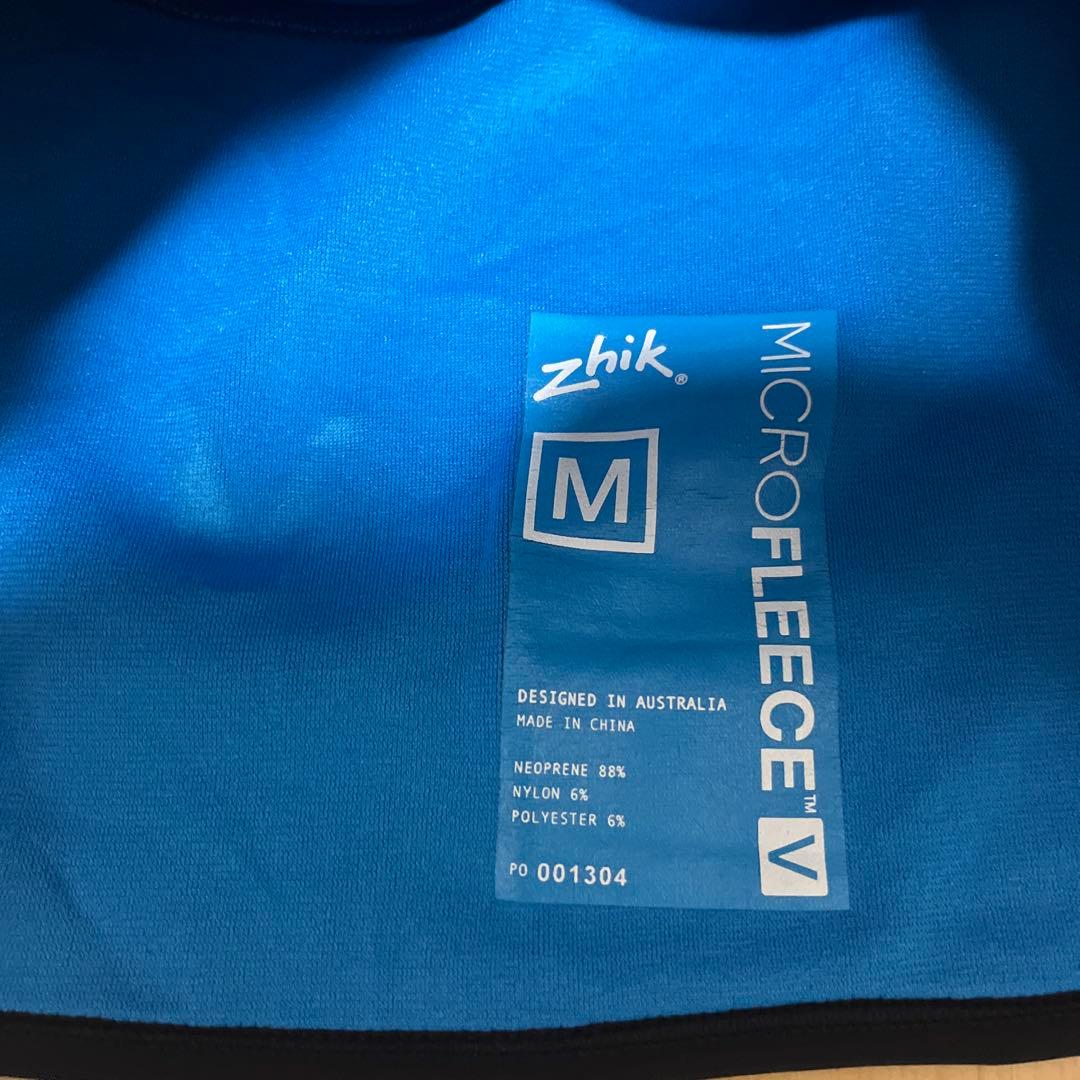 zhik®
M
DESIGNED IN AUSTRALIA
MADE IN CHINA
NEOPRENE 88%
NYLON 6%
POLYESTER 6%
PO 001304
MICROFLEECE™ V